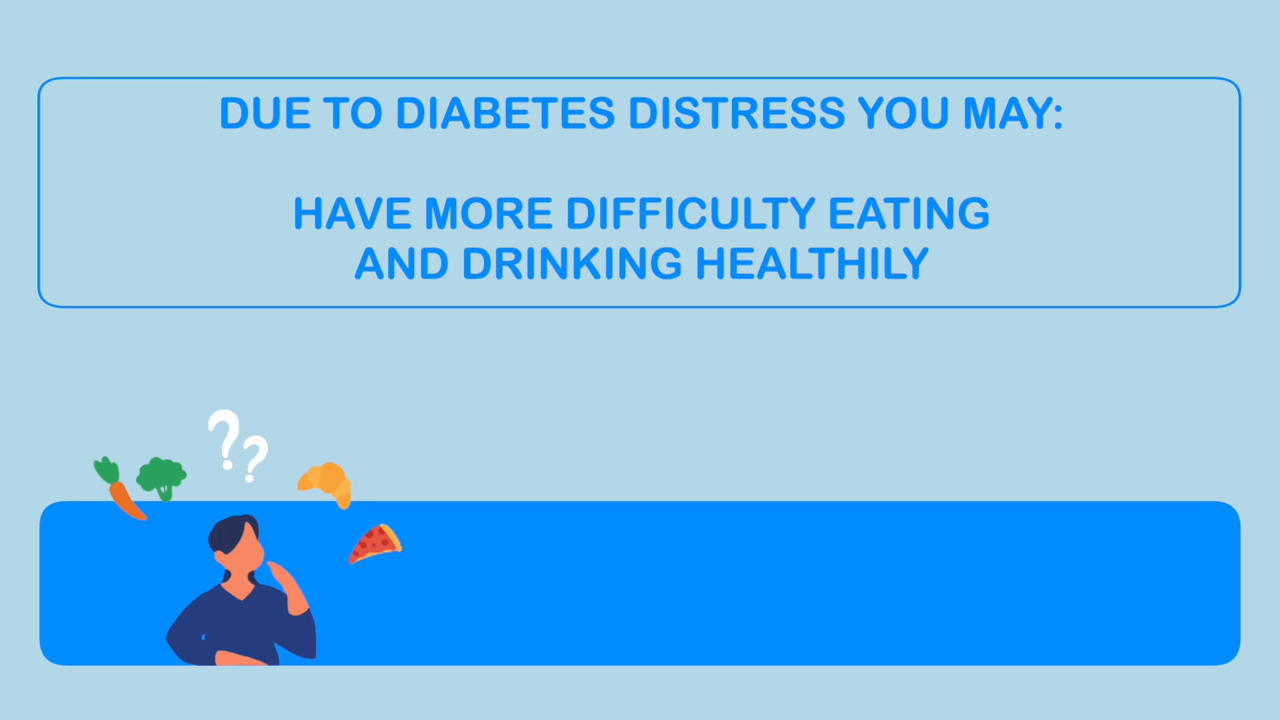 DUE TO DIABETES DISTRESS YOU MAY:
HAVE MORE DIFFICULTY EATING
AND DRINKING HEALTHILY
??